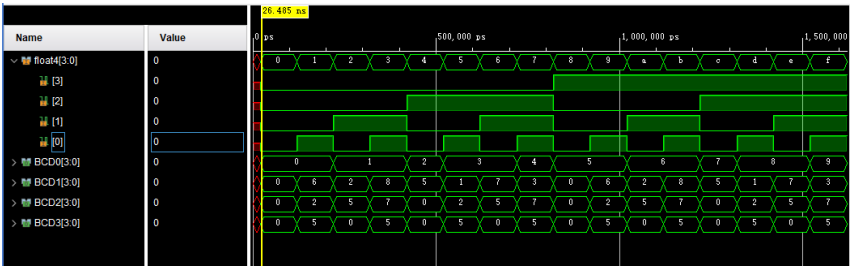 26.485 ns
Name Value 0 ps 500,000 ps 1,000,000 ps 1,500,000
float4[3:0] 0 0 1 2 3 4 5 6 7 8 9 a b c d e f
[3] 0
[2] 0
[1] 0
[0] 0
BCD0[3:0] 0 0 1 2 3 4 5 6 7 8 9
BCD1[3:0] 0 0 6 2 8 5 1 7 3 0 6 2 8 5 1 7 3
BCD2[3:0] 0 0 2 5 7 0 2 5 7 0 2 5 7 0 2 5 7
BCD3[3:0] 0 0 5 0 5 0 5 0 5 0 5 0 5 0 5 0 5